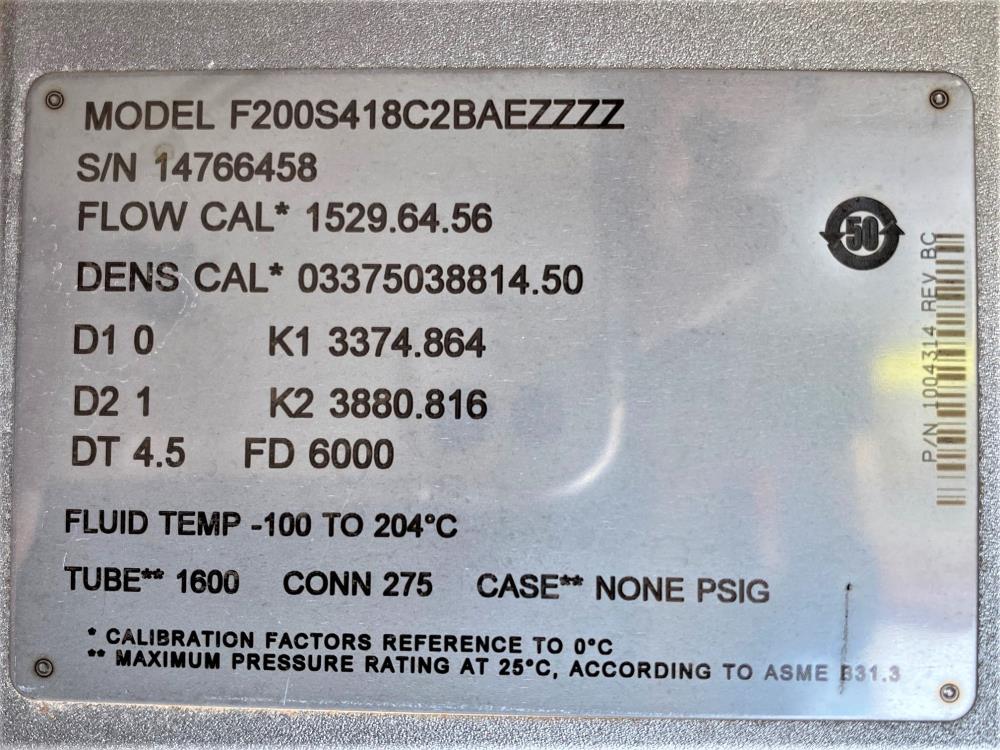 MODEL F200S418C2BAEZZZZ
S/N 14766458
FLOW CAL* 1529.64.56
DENS CAL* 03375038814.50
D1 0 K1 3374.864
D2 1 K2 3880.816
DT 4.5 FD 6000
FLUID TEMP -100 TO 204°C
TUBE** 1600 CONN 275 CASE** NONE PSIG
* CALIBRATION FACTORS REFERENCE TO 0°C
** MAXIMUM PRESSURE RATING AT 25°C, ACCORDING TO ASME B31.3
50
P/N 1004314 REV BC